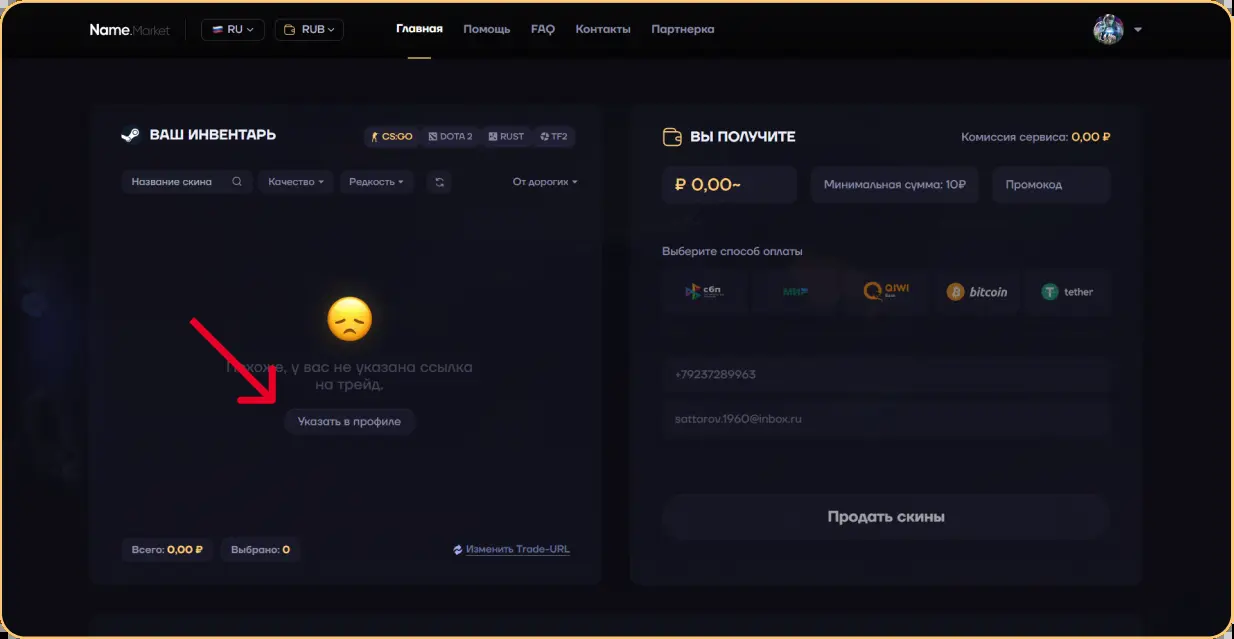 Name.Market RU RUB Главная Помощь FAQ Контакты Партнерка
ВАШ ИНВЕНТАРЬ
CS:GO DOTA 2 RUST TF2
Название скина Качество Редкость От дорогих
Похоже, у вас не указана ссылка
на трейд.
Указать в профиле
Всего: 0,00 ₽ Выбрано: 0 Изменить Trade-URL
ВЫ ПОЛУЧИТЕ Комиссия сервиса: 0,00 ₽
₽ 0,00~ Минимальная сумма: 10₽ Промокод
Выберите способ оплаты
сбп МИР QIWI bitcoin tether
+79237289963
sattarov.1960@inbox.ru
Продать скины